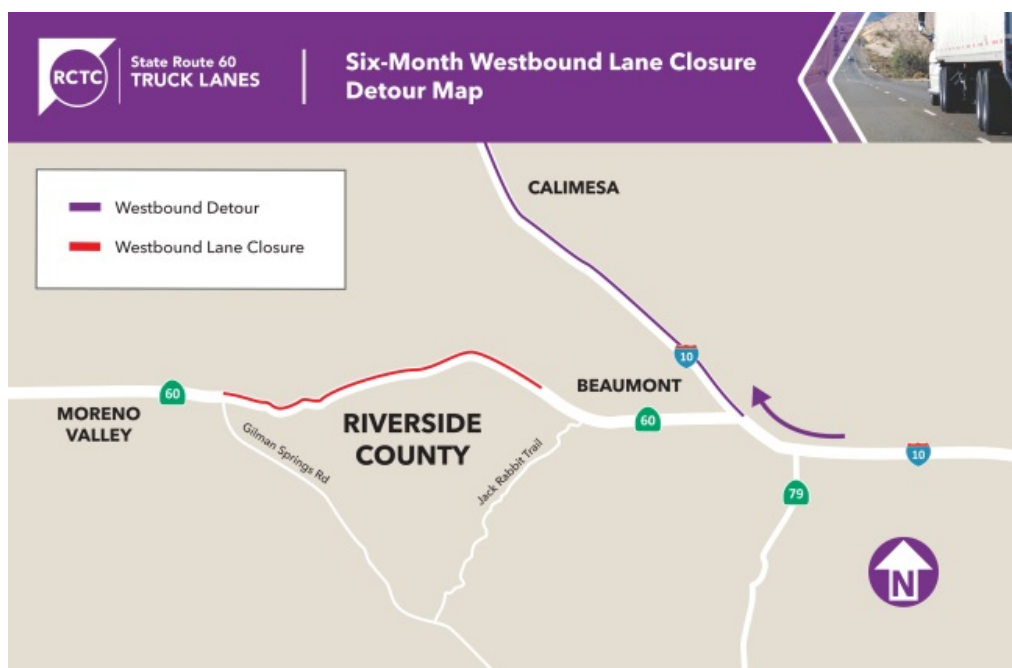 RCTC
State Route 60
TRUCK LANES
Six-Month Westbound Lane Closure
Detour Map
Westbound Detour
Westbound Lane Closure
CALIMESA
10
60
MORENO
VALLEY
Gilman Springs Rd
RIVERSIDE
COUNTY
BEAUMONT
60
Jack Rabbit Trail
10
79
N